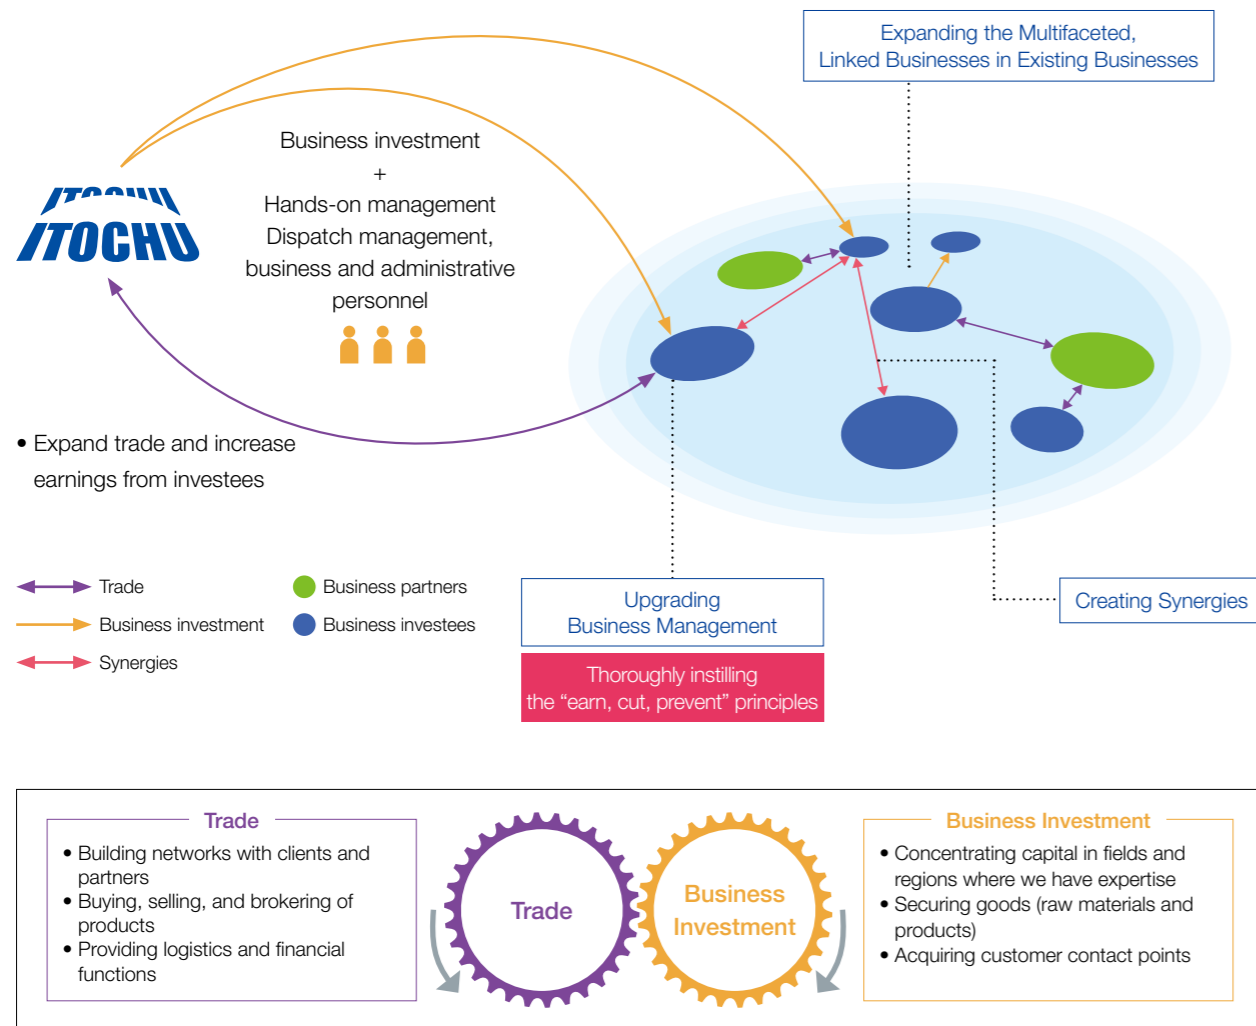 Expanding the Multifaceted,
Linked Businesses in Existing Businesses
Business investment
+
Hands-on management
Dispatch management,
business and administrative
personnel
ITOCHU
ITOCHU
• Expand trade and increase
earnings from investees
Trade
Business investment
Synergies
Business partners
Business investees
Upgrading
Business Management
Thoroughly instilling
the “earn, cut, prevent” principles
Creating Synergies
Trade
• Building networks with clients and
partners
• Buying, selling, and brokering of
products
• Providing logistics and financial
functions
Trade
Business
Investment
Business Investment
• Concentrating capital in fields and
regions where we have expertise
• Securing goods (raw materials and
products)
• Acquiring customer contact points